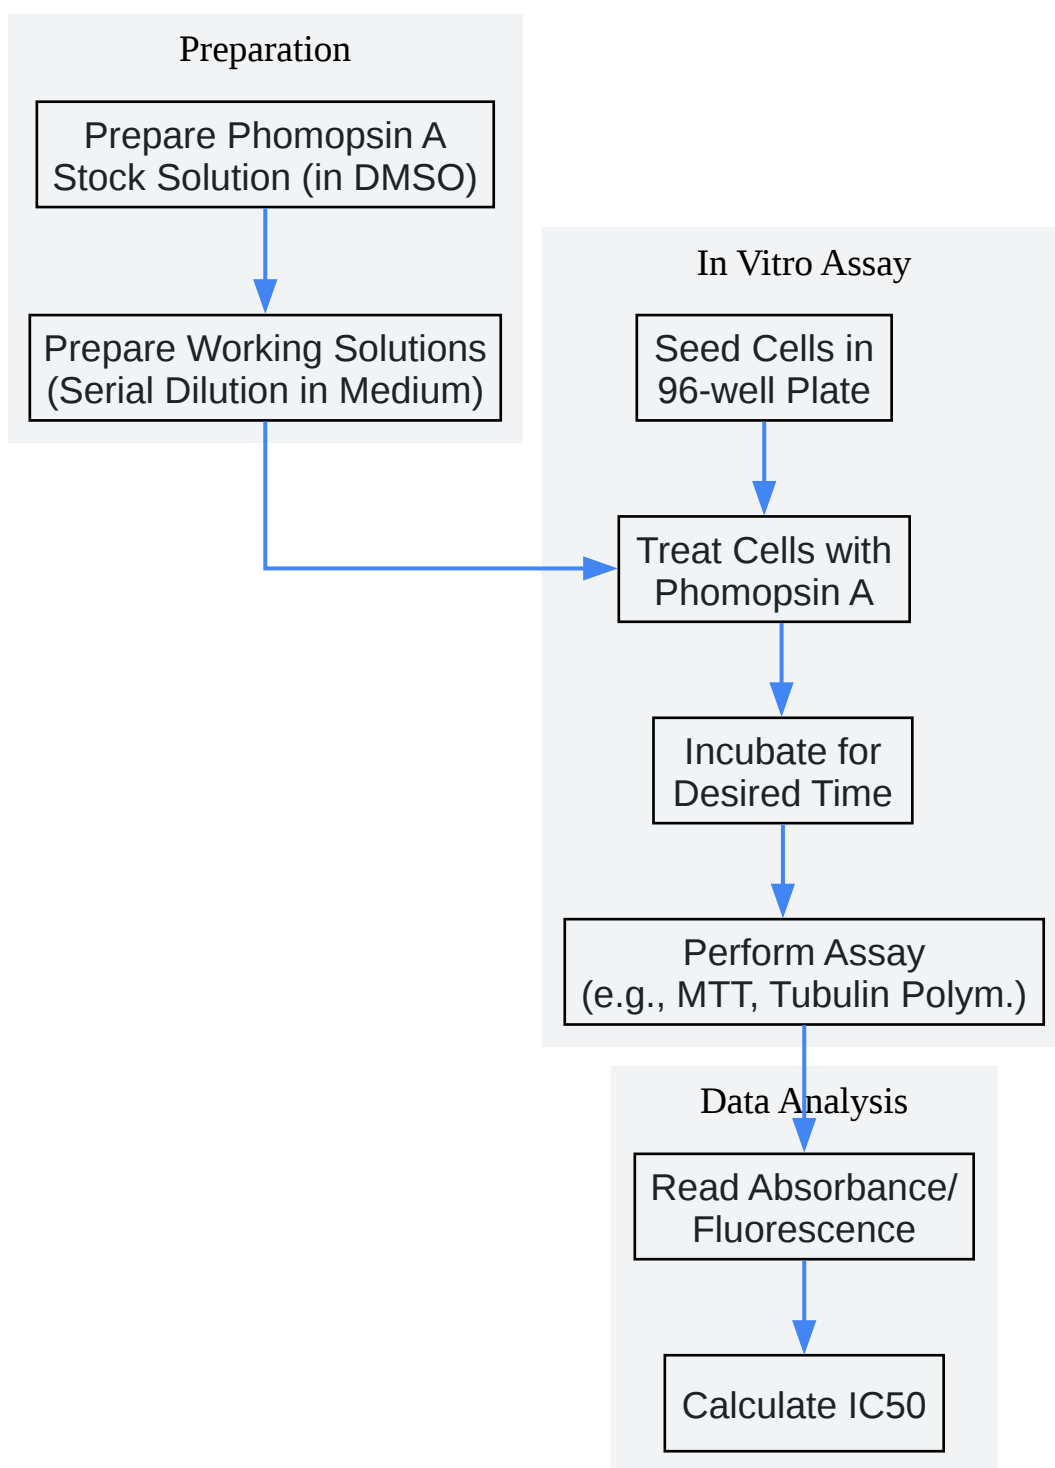 Preparation
Prepare Phomopsin A
Stock Solution (in DMSO)
Prepare Working Solutions
(Serial Dilution in Medium)
In Vitro Assay
Seed Cells in
96-well Plate
Treat Cells with
Phomopsin A
Incubate for
Desired Time
Perform Assay
(e.g., MTT, Tubulin Polym.)
Data Analysis
Read Absorbance/
Fluorescence
Calculate IC50